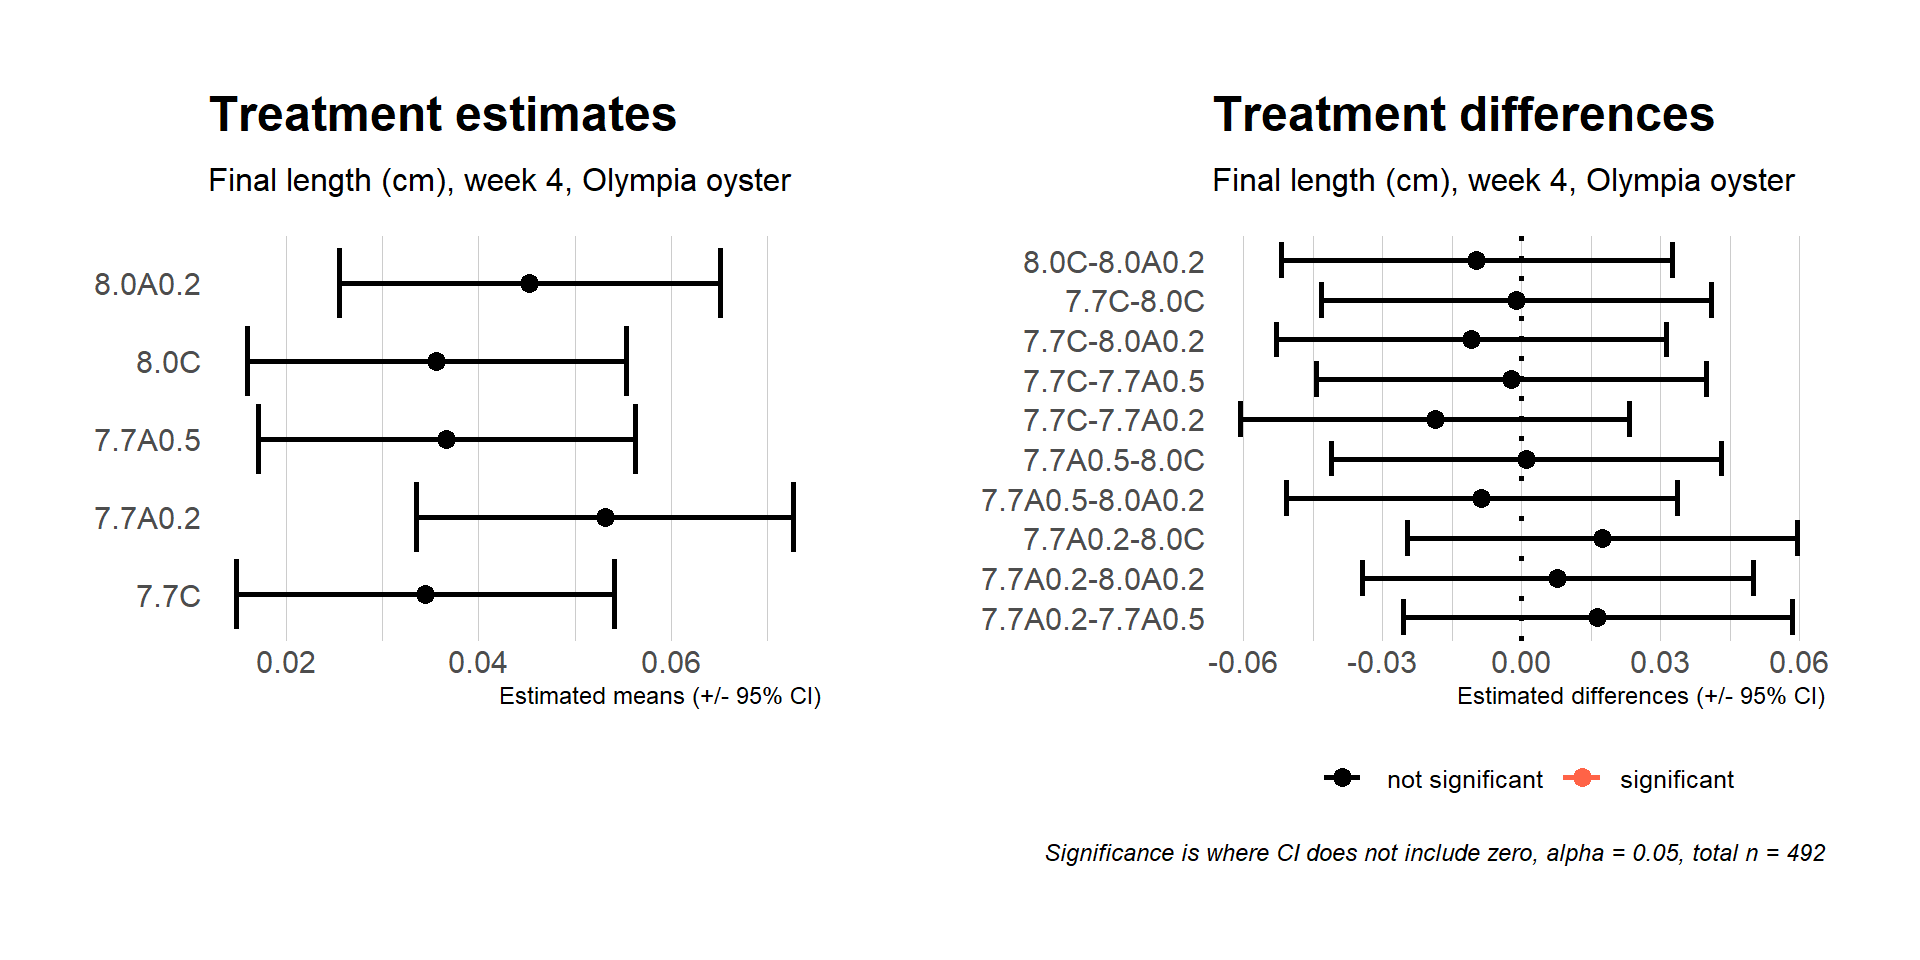 Treatment estimates
Final length (cm), week 4, Olympia oyster
8.0A0.2
8.0C
7.7A0.5
7.7A0.2
7.7C
0.02 0.04 0.06
Estimated means (+/- 95% CI)
Treatment differences
Final length (cm), week 4, Olympia oyster
8.0C-8.0A0.2
7.7C-8.0C
7.7C-8.0A0.2
7.7C-7.7A0.5
7.7C-7.7A0.2
7.7A0.5-8.0C
7.7A0.5-8.0A0.2
7.7A0.2-8.0C
7.7A0.2-8.0A0.2
7.7A0.2-7.7A0.5
-0.06 -0.03 0.00 0.03 0.06
Estimated differences (+/- 95% CI)
not significant significant
Significance is where CI does not include zero, alpha = 0.05, total n = 492